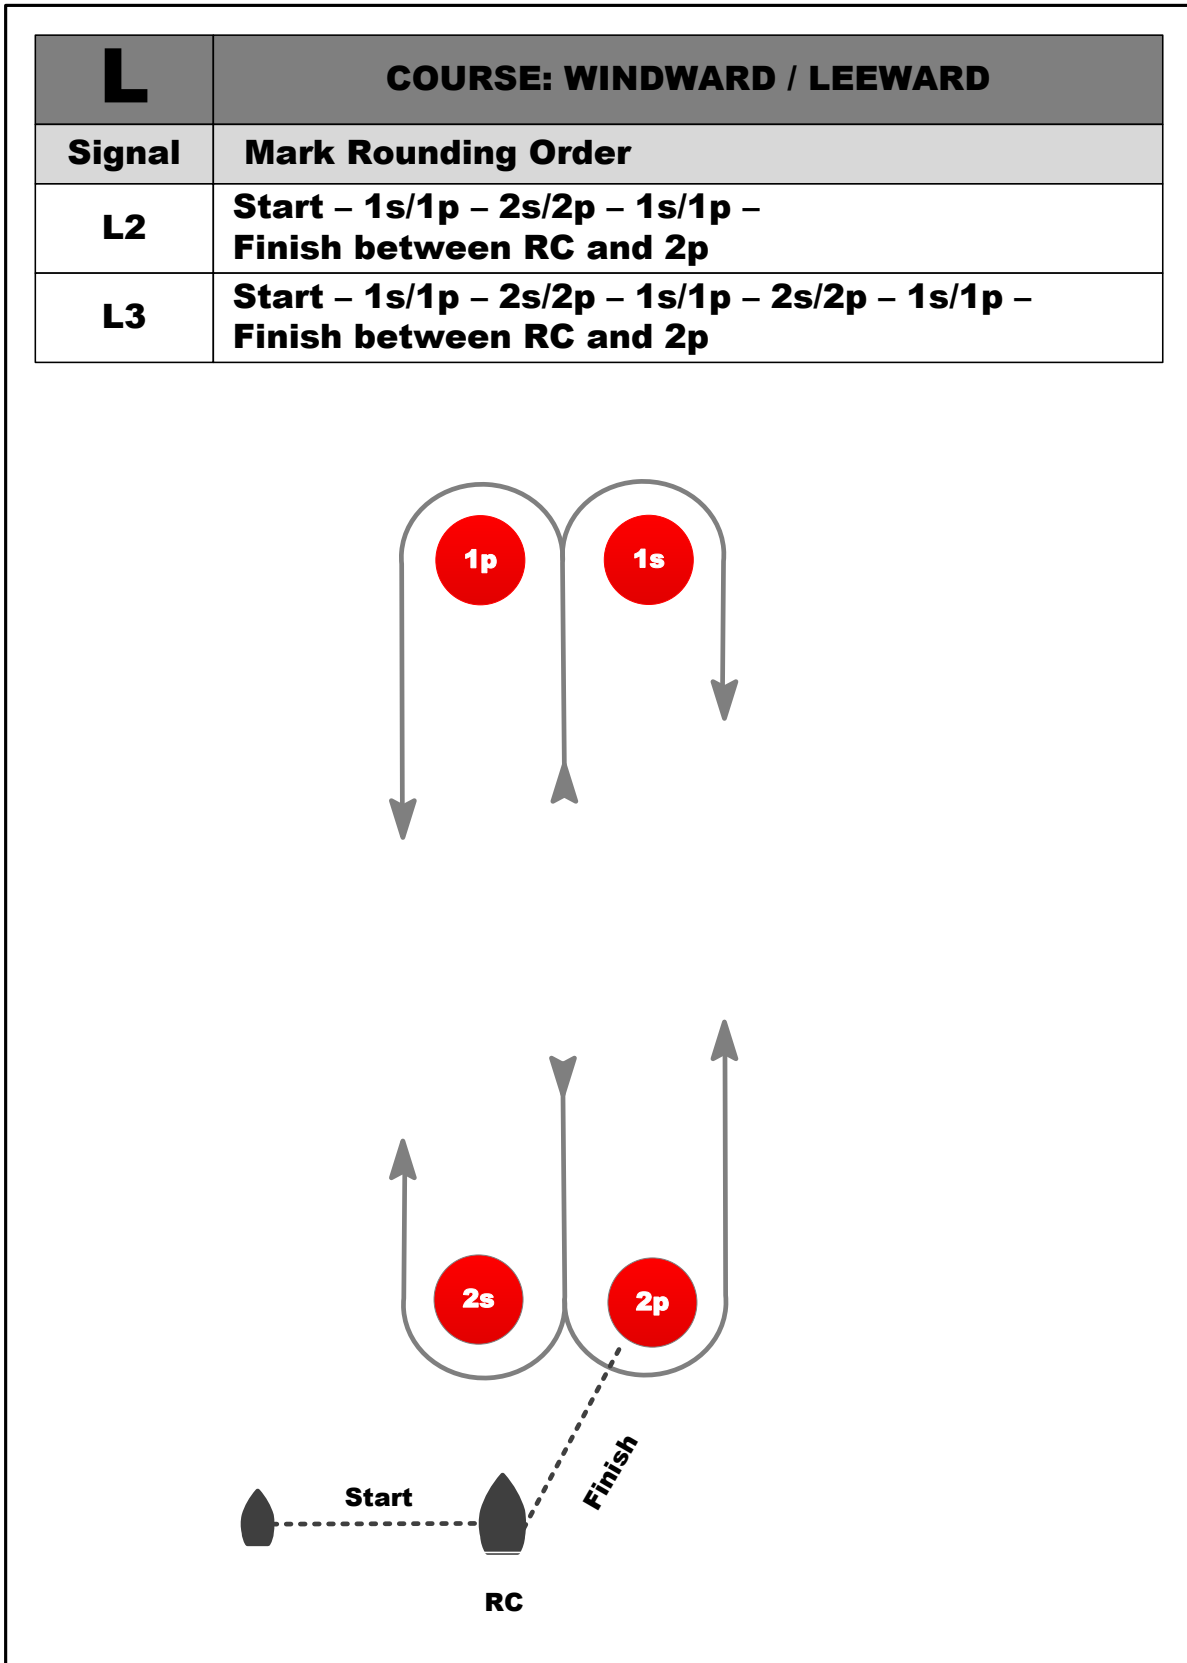 L
COURSE: WINDWARD / LEEWARD
Signal
Mark Rounding Order
L2
Start – 1s/1p – 2s/2p – 1s/1p –
Finish between RC and 2p
L3
Start – 1s/1p – 2s/2p – 1s/1p – 2s/2p – 1s/1p –
Finish between RC and 2p
1p
1s
2s
2p
Finish
Start
RC